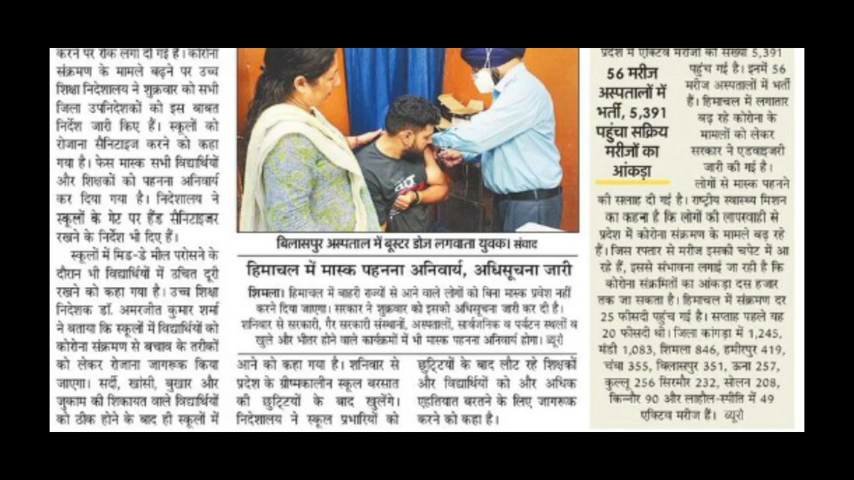 करने पर रोक लगा दी गई है। कोरोना
संक्रमण के मामले बढ़ने पर उच्च
शिक्षा निदेशालय ने शुक्रवार को सभी
जिला उपनिदेशकों को इस बाबत
निर्देश जारी किए हैं। स्कूलों को
रोजाना सैनिटाइज करने को कहा
गया है। फेस मास्क सभी विद्यार्थियों
और शिक्षकों को पहनना अनिवार्य
कर दिया गया है। निदेशालय ने
स्कूलों के गेट पर हैंड सैनिटाइजर
रखने के निर्देश भी दिए हैं।
स्कूलों में मिड-डे मील परोसने के
दौरान भी विद्यार्थियों में उचित दूरी
रखने को कहा गया है। उच्च शिक्षा
निदेशक डॉ. अमरजीत कुमार शर्मा
ने बताया कि स्कूलों में विद्यार्थियों को
कोरोना संक्रमण से बचाव के तरीकों
को लेकर रोजाना जागरूक किया
जाएगा। सर्दी, खांसी, बुखार और
जुकाम की शिकायत वाले विद्यार्थियों
को ठीक होने के बाद ही स्कूलों में
बिलासपुर अस्पताल में बूस्टर डोज लगवाता युवक। संवाद
हिमाचल में मास्क पहनना अनिवार्य, अधिसूचना जारी
शिमला। हिमाचल में बाहरी राज्यों से आने वाले लोगों को बिना मास्क प्रवेश नहीं
करने दिया जाएगा। सरकार ने शुक्रवार को इसकी अधिसूचना जारी कर दी है।
शनिवार से सरकारी, गैर सरकारी संस्थानों, अस्पतालों, सार्वजनिक व पर्यटन स्थलों व
खुले और भीतर होने वाले कार्यक्रमों में भी मास्क पहनना अनिवार्य होगा। ब्यूरो
आने को कहा गया है। शनिवार से
प्रदेश के ग्रीष्मकालीन स्कूल बरसात
की छुट्टियों के बाद खुलेंगे।
निदेशालय ने स्कूल प्रभारियों को
छुट्टियों के बाद लौट रहे शिक्षकों
और विद्यार्थियों को और अधिक
एहतियात बरतने के लिए जागरूक
करने को कहा है।
56 मरीज
अस्पतालों में
भर्ती, 5,391
पहुंचा सक्रिय
मरीजों का
आंकड़ा
प्रदेश में एक्टिव मरीजों की संख्या 5,391
पहुंच गई है। इनमें 56
मरीज अस्पतालों में भर्ती
हैं। हिमाचल में लगातार
बढ़ रहे कोरोना के
मामलों को लेकर
सरकार ने एडवाइजरी
जारी की गई है।
लोगों से मास्क पहनने
की सलाह दी गई है। राष्ट्रीय स्वास्थ्य मिशन
का कहना है कि लोगों की लापरवाही से
प्रदेश में कोरोना संक्रमण के मामले बढ़ रहे
हैं। जिस रफ्तार से मरीज इसकी चपेट में आ
रहे हैं, इससे संभावना लगाई जा रही है कि
कोरोना संक्रमितों का आंकड़ा दस हजार
तक जा सकता है। हिमाचल में संक्रमण दर
25 फीसदी पहुंच गई है। सप्ताह पहले यह
20 फीसदी थी। जिला कांगड़ा में 1,245,
मंडी 1,083, शिमला 846, हमीरपुर 419,
चंबा 355, बिलासपुर 351, ऊना 257,
कुल्लू 256 सिरमौर 232, सोलन 208,
किन्नौर 90 और लाहौल-स्पीति में 49
एक्टिव मरीज हैं। ब्यूरो